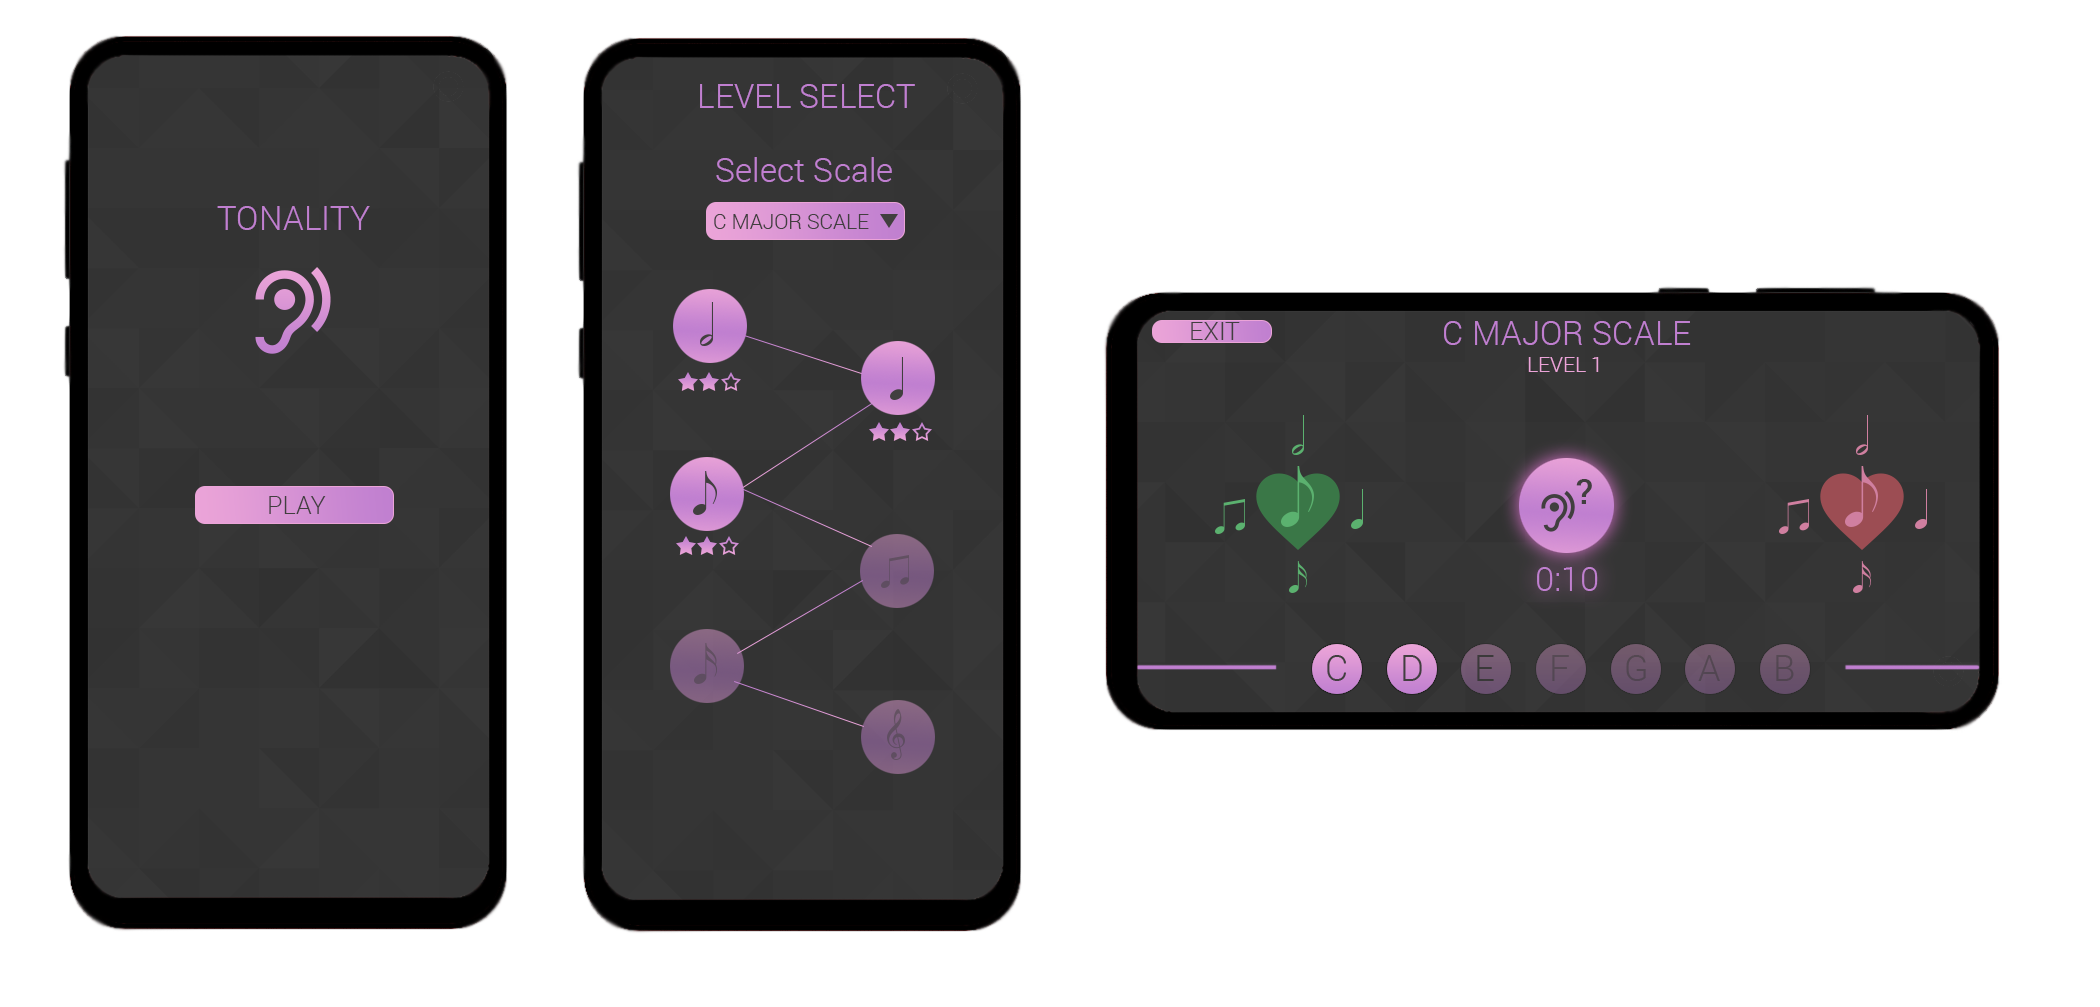 TONALITY
PLAY
LEVEL SELECT
Select Scale
C MAJOR SCALE
EXIT
C MAJOR SCALE
LEVEL 1
?
0:10
C D E F G A B